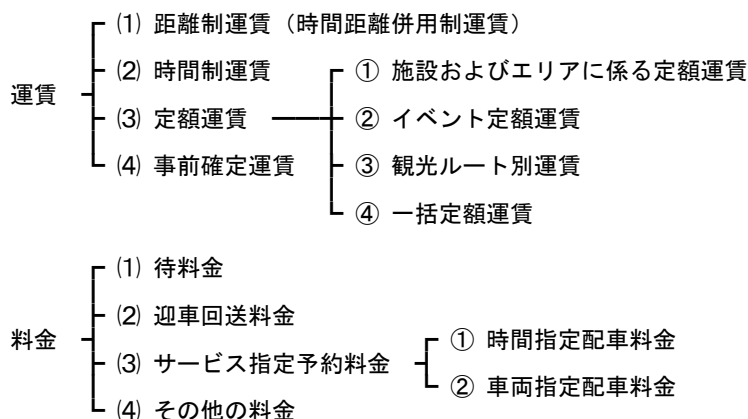 運賃
(1) 距離制運賃（時間距離併用制運賃）
(2) 時間制運賃
(3) 定額運賃
(4) 事前確定運賃
① 施設およびエリアに係る定額運賃
② イベント定額運賃
③ 観光ルート別運賃
④ 一括定額運賃
料金
(1) 待料金
(2) 迎車回送料金
(3) サービス指定予約料金
(4) その他の料金
① 時間指定配車料金
② 車両指定配車料金